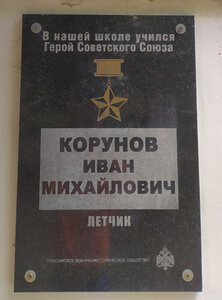 В нашей школе учился
Герой Советского Союза
КОРУНОВ
ИВАН
МИХАЙЛОВИЧ
ЛЕТЧИК
РОССИЙСКОЕ ВОЕННО-ИСТОРИЧЕСКОЕ ОБЩЕСТВО